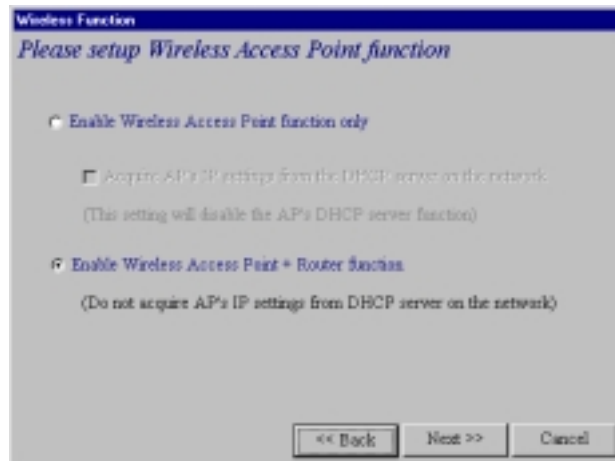 Wireless Function
Please setup Wireless Access Point function
Enable Wireless Access Point function only
Acquire AP's IP settings from the DHCP server on the network
(This setting will disable the AP's DHCP server function)
Enable Wireless Access Point + Router function
(Do not acquire AP's IP settings from DHCP server on the network)
<< Back
Next >>
Cancel